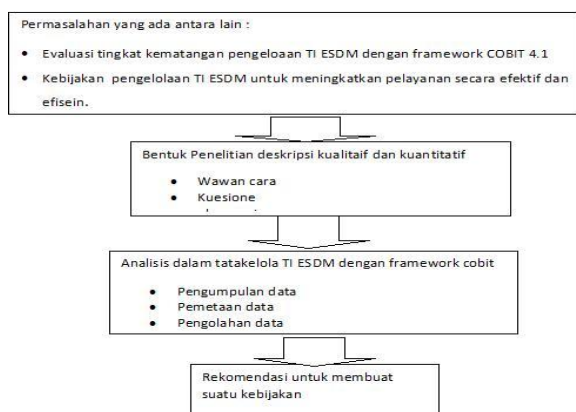 Permasalahan yang ada antara lain :
• Evaluasi tingkat kematangan pengeloaan TI ESDM dengan framework COBIT 4.1
• Kebijakan pengelolaan TI ESDM untuk meningkatkan pelayanan secara efektif dan
efisein.
Bentuk Penelitian deskripsi kualitaif dan kuantitatif
• Wawan cara
• Kuesione
Analisis dalam tatakelola TI ESDM dengan framework cobit
• Pengumpulan data
• Pemetaan data
• Pengolahan data
Rekomendasi untuk membuat
suatu kebijakan